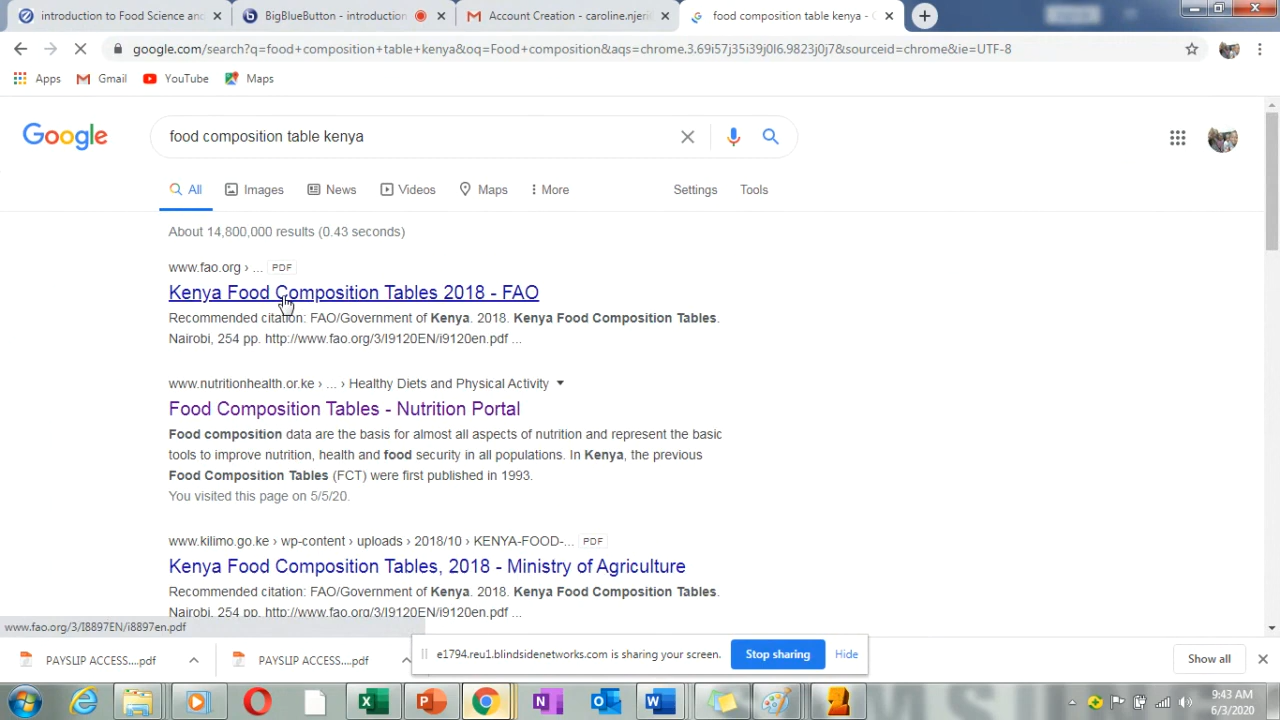 introduction to Food Science an
BigBlueButton - introduction
Account Creation - caroline.njeri
food composition table kenya -
google.com/search?q=food+composition+table+kenya&oq=Food+composition&aqs=chrome.3.69i57j35i39j0l6.9823j0j7&sourceid=chrome&ie=UTF-8
Apps Gmail YouTube Maps
Google
food composition table kenya
All Images News Videos Maps More Settings Tools
About 14,800,000 results (0.43 seconds)
www.fao.org › ... PDF
Kenya Food Composition Tables 2018 - FAO
Recommended citation: FAO/Government of Kenya. 2018. Kenya Food Composition Tables.
Nairobi, 254 pp. http://www.fao.org/3/I9120EN/i9120en.pdf ...
www.nutritionhealth.or.ke › ... › Healthy Diets and Physical Activity
Food Composition Tables - Nutrition Portal
Food composition data are the basis for almost all aspects of nutrition and represent the basic
tools to improve nutrition, health and food security in all populations. In Kenya, the previous
Food Composition Tables (FCT) were first published in 1993.
You visited this page on 5/5/20.
www.kilimo.go.ke › wp-content › uploads › 2018/10 › KENYA-FOOD-... PDF
Kenya Food Composition Tables, 2018 - Ministry of Agriculture
Recommended citation: FAO/Government of Kenya. 2018. Kenya Food Composition Tables.
Nairobi, 254 pp. http://www.fao.org/3/I9120EN/i9120en.pdf ...
www.fao.org/3/I8897EN/i8897en.pdf
PAYSLIP ACCESS....pdf
PAYSLIP ACCESS....pdf
e1794.reu1.blindsidenetworks.com is sharing your screen. Stop sharing Hide
Show all
9:43 AM
6/3/2020